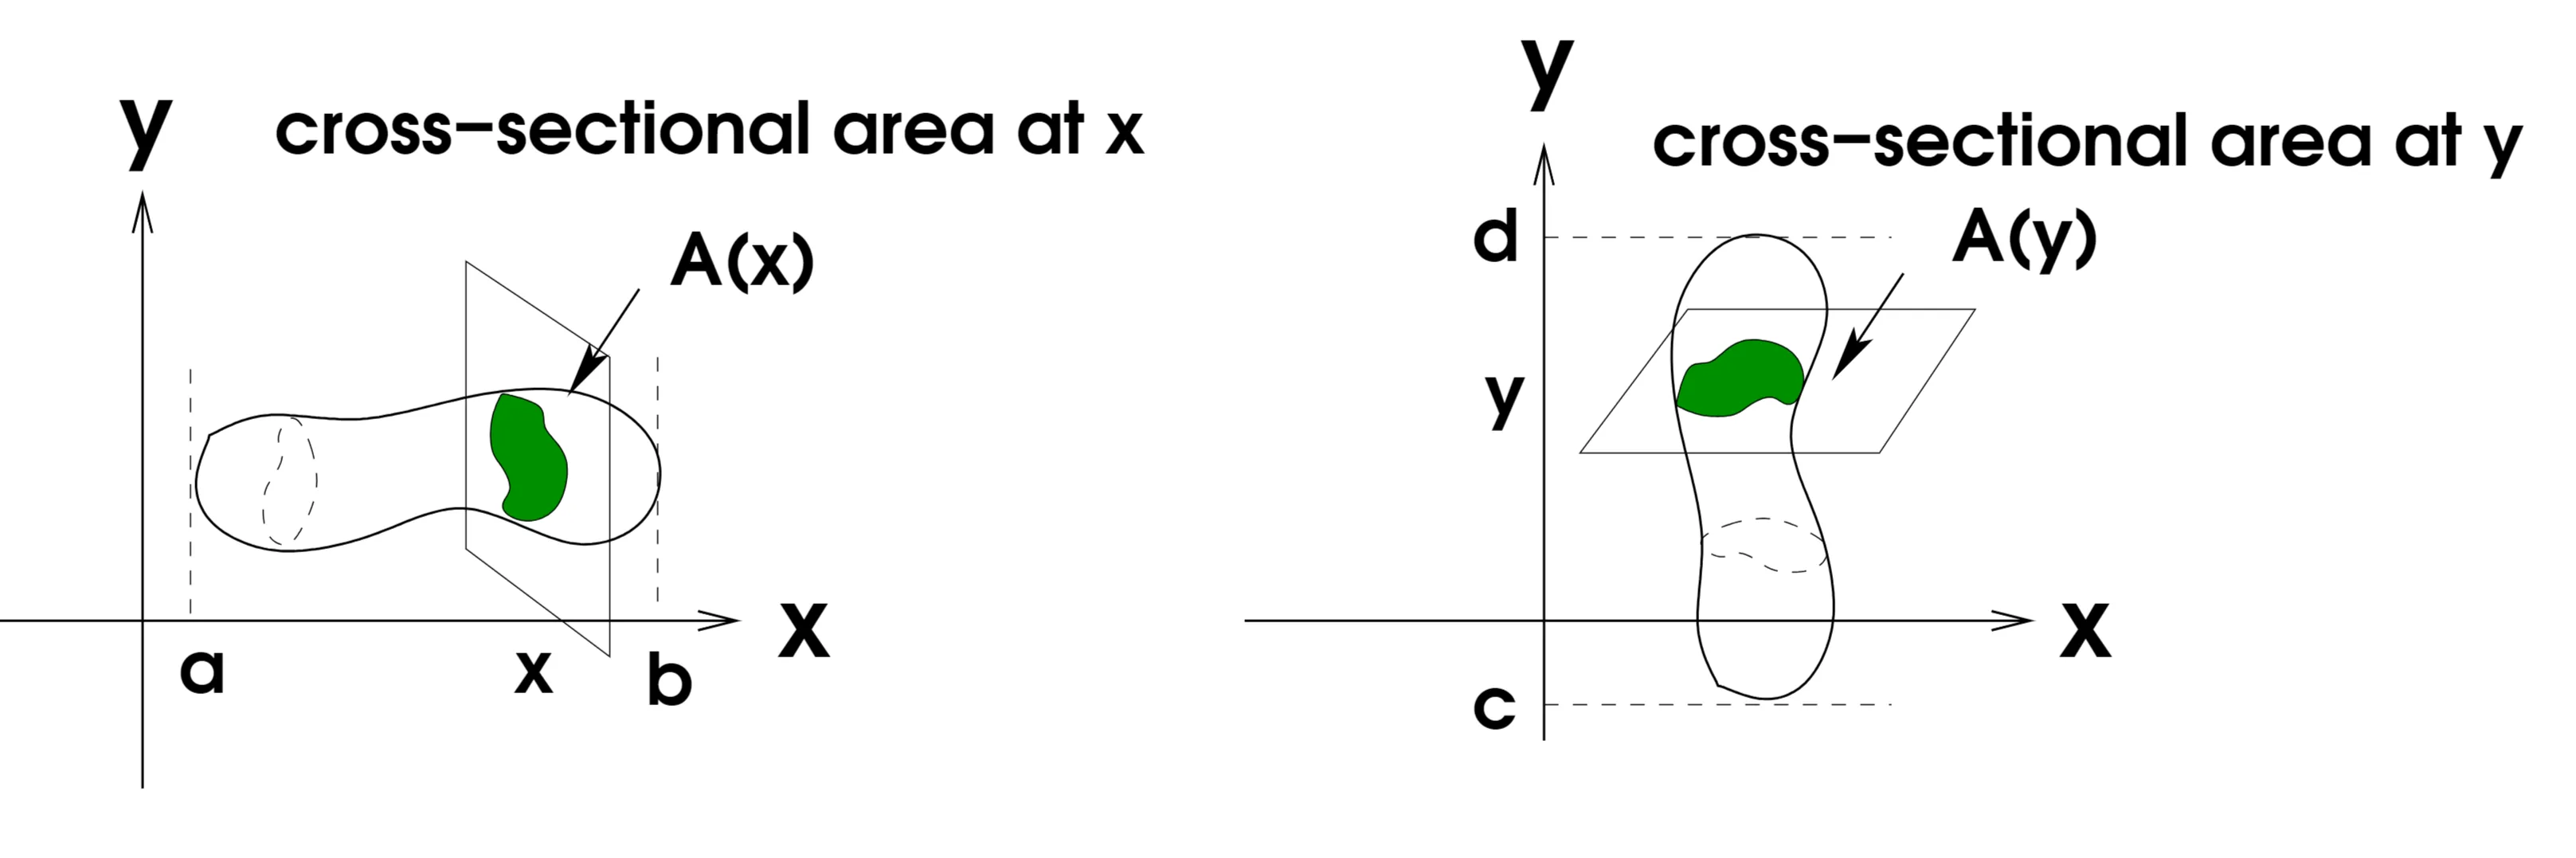 y
cross–sectional area at x
A(x)
x
a
x
b
y
cross–sectional area at y
d
A(y)
y
x
c